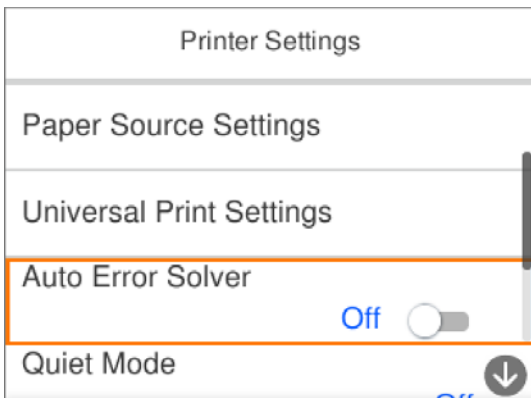 Printer Settings
Paper Source Settings
Universal Print Settings
Auto Error Solver
Off
Quiet Mode